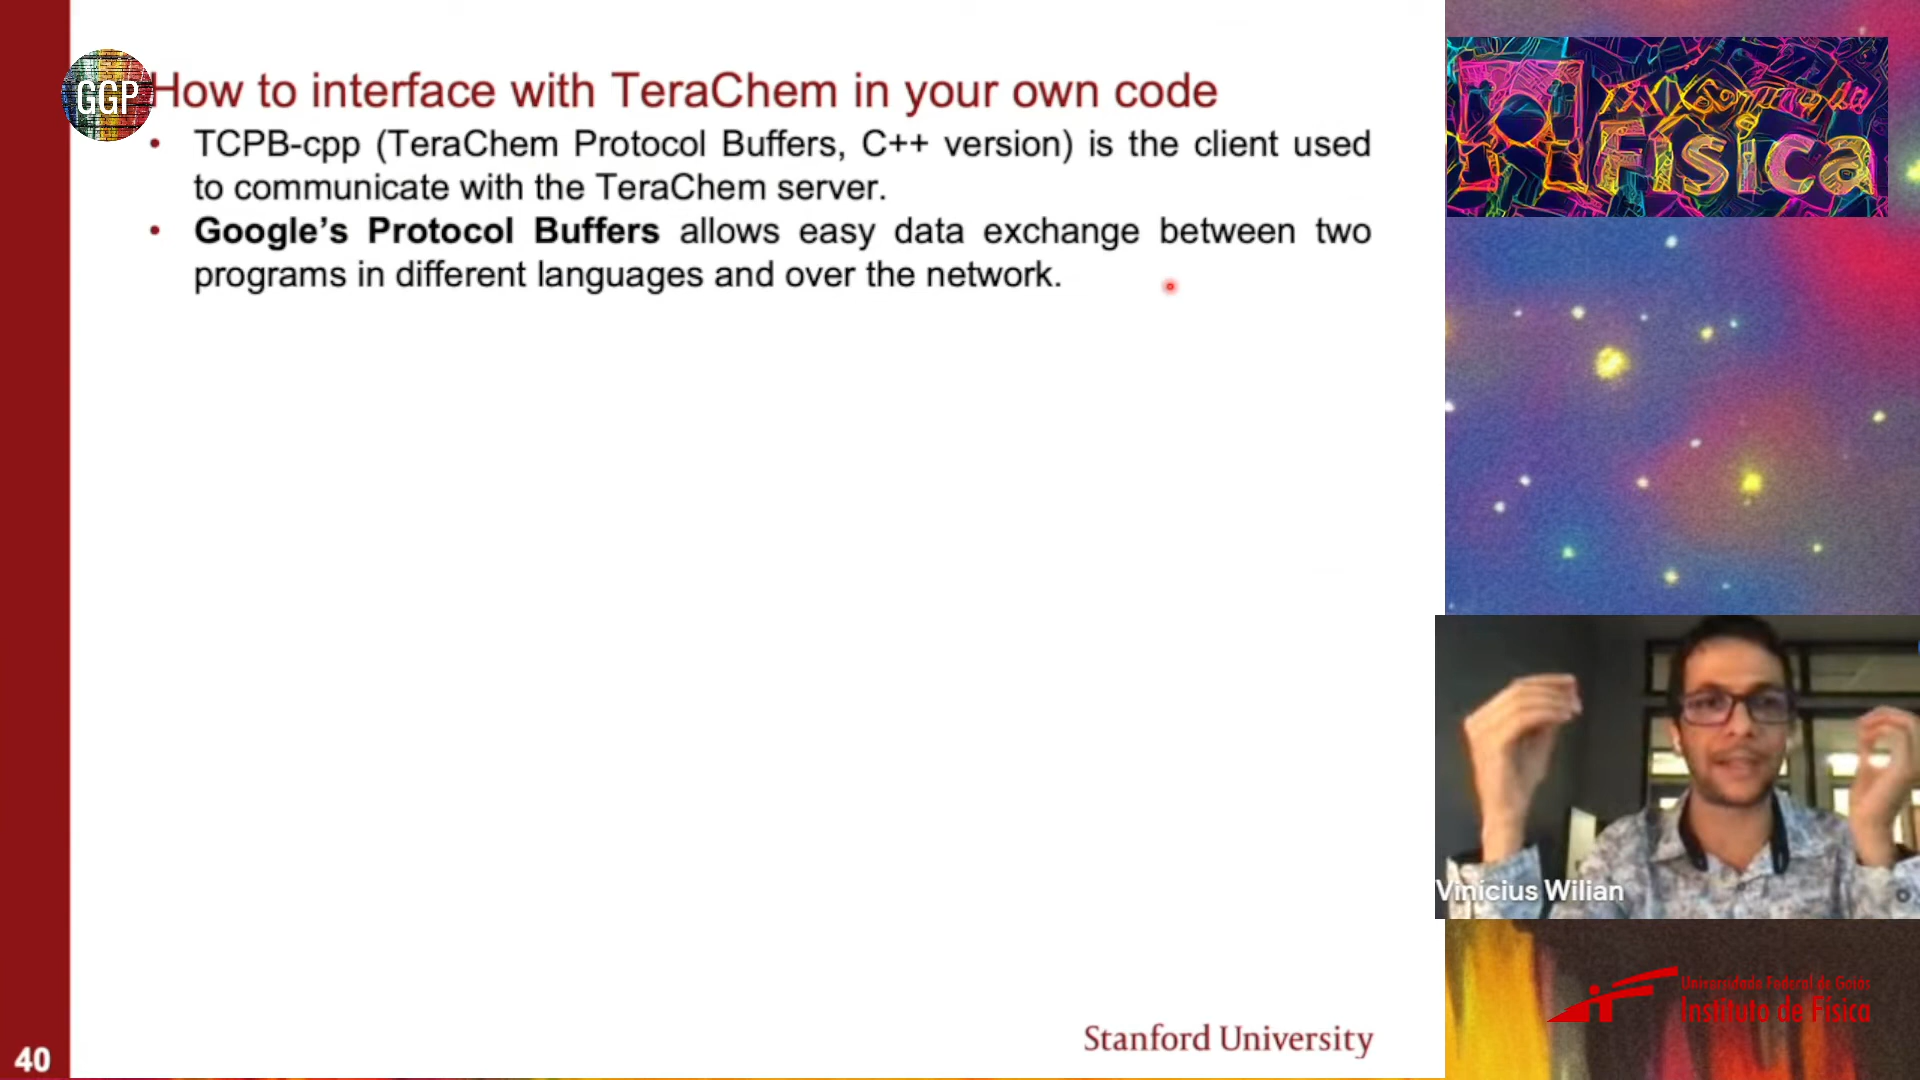 GGP
How to interface with TeraChem in your own code
• TCPB-cpp (TeraChem Protocol Buffers, C++ version) is the client used
to communicate with the TeraChem server.
• Google's Protocol Buffers allows easy data exchange between two
programs in different languages and over the network.
40
Stanford University
Física
Vinícius Wilian
Universidade Federal de Goiás
Instituto de Física